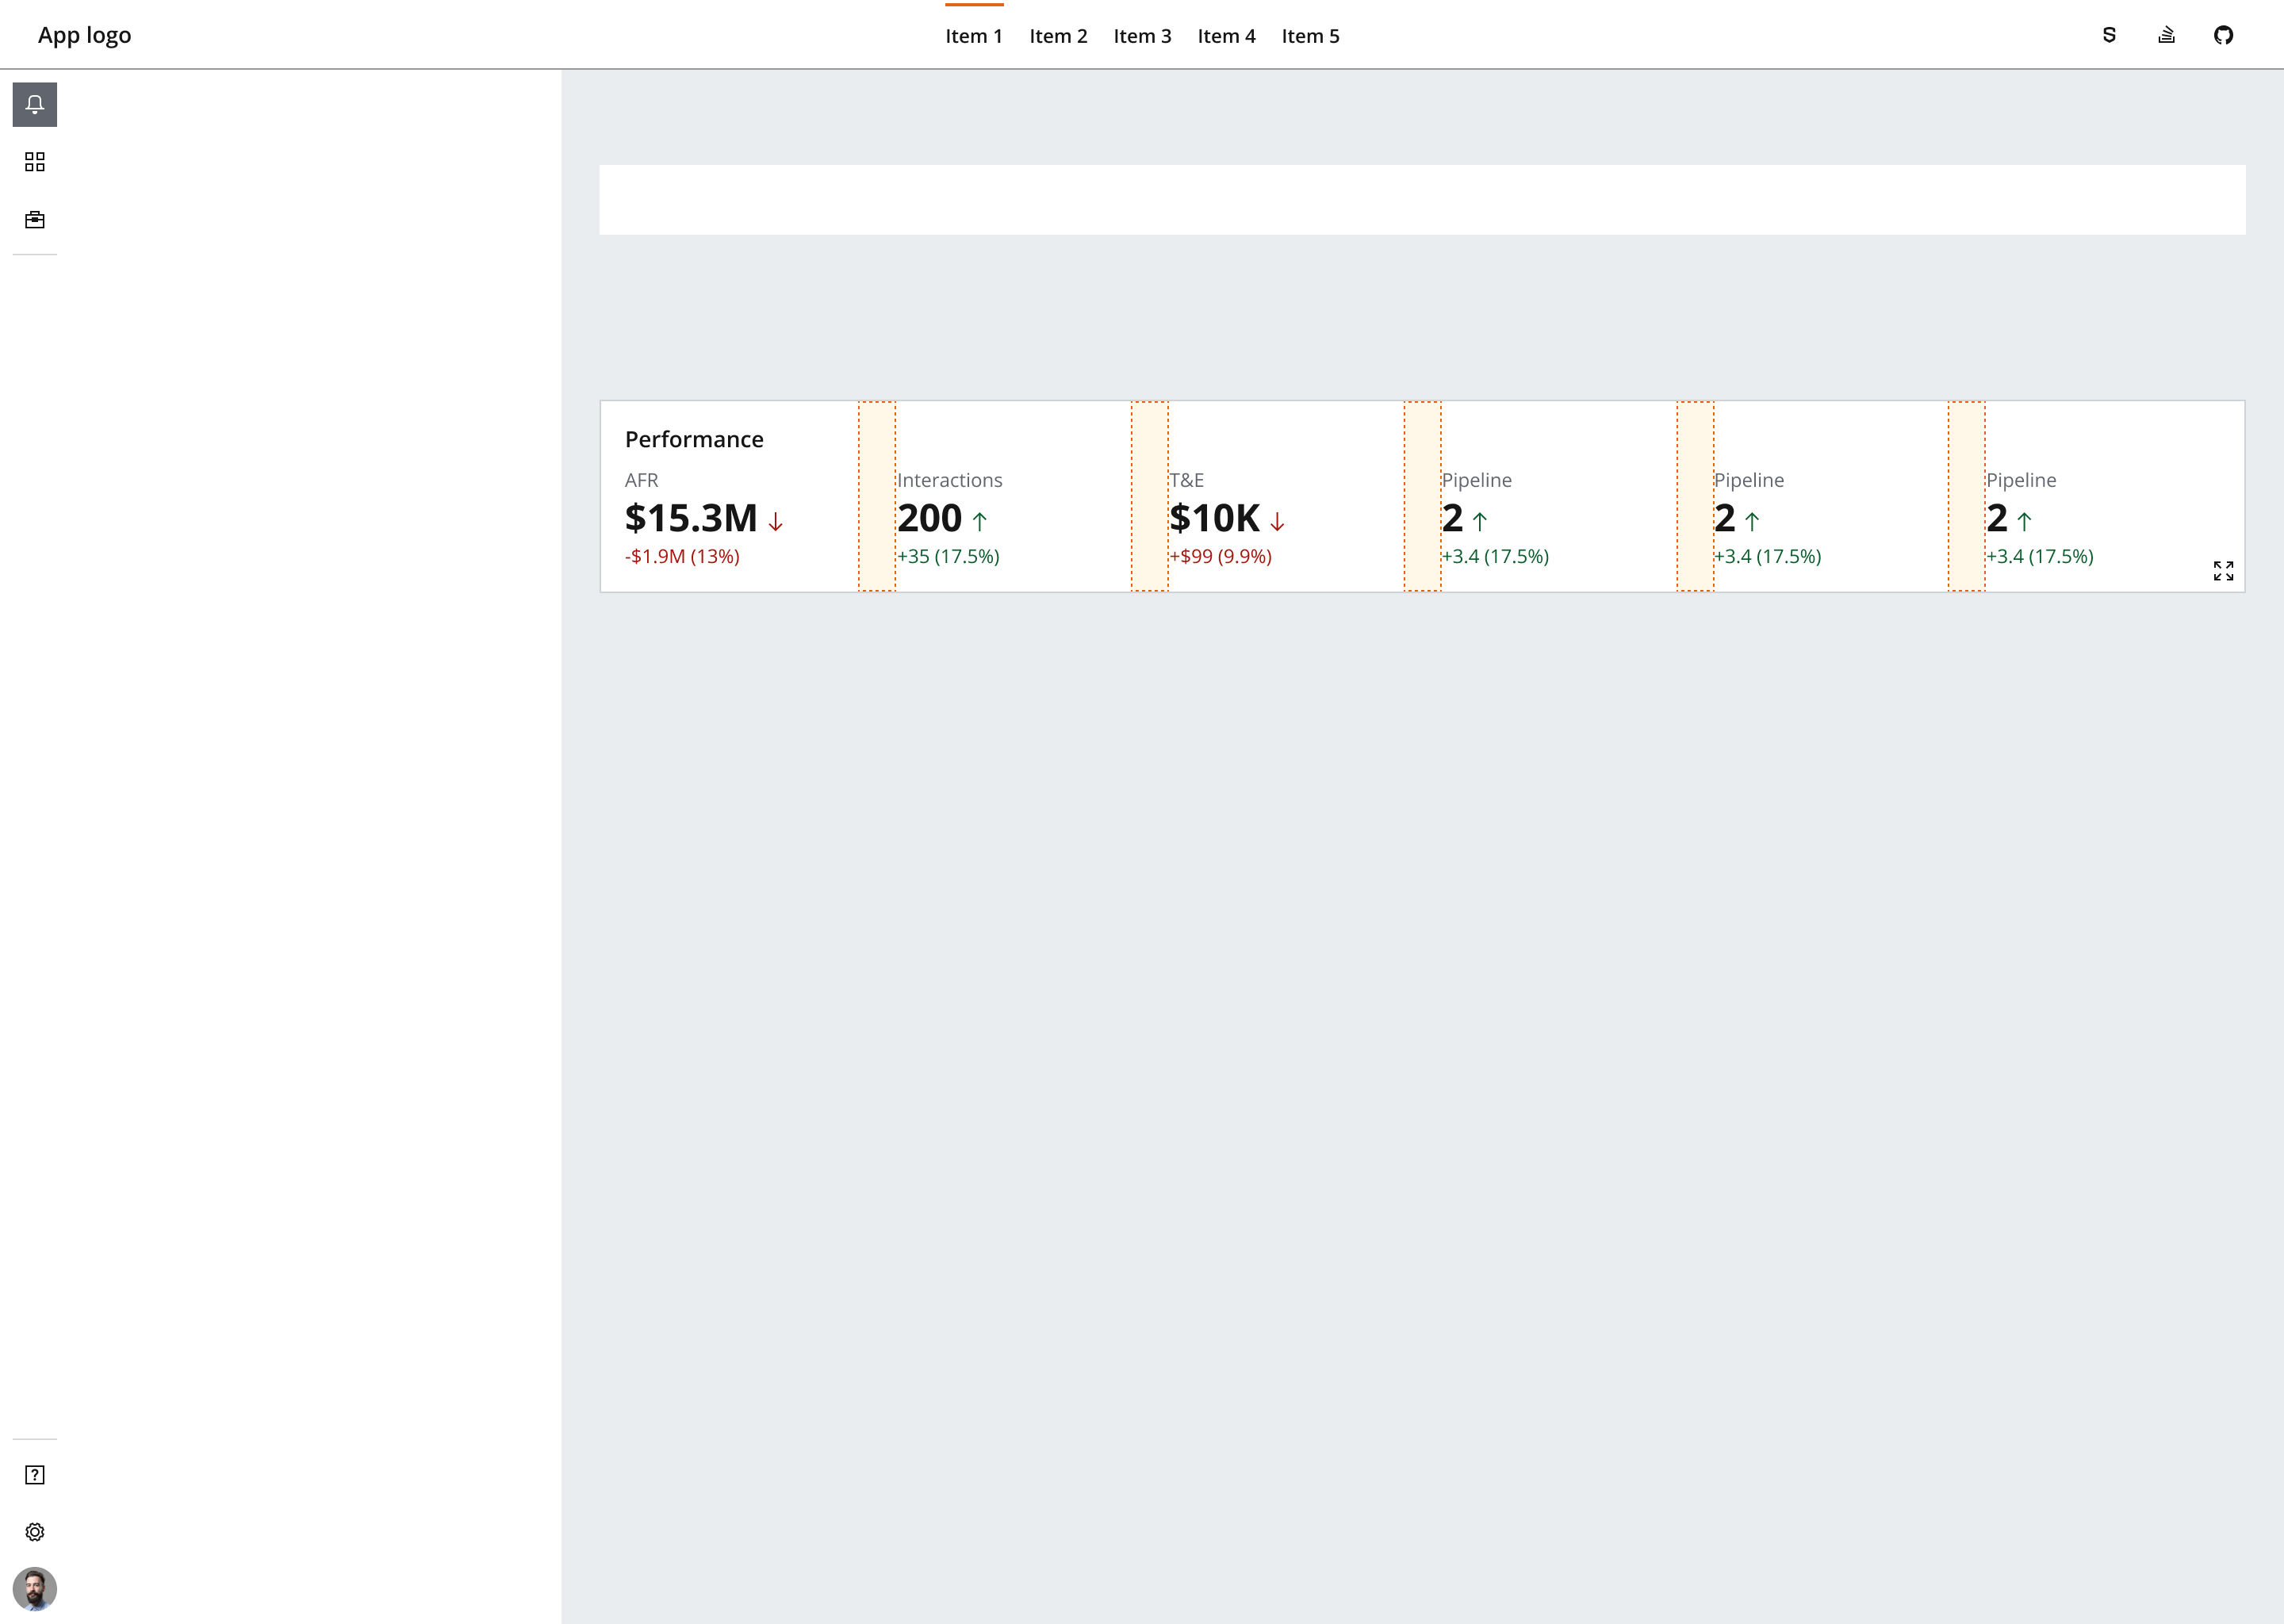 App logo
Item 1 Item 2 Item 3 Item 4 Item 5
S
Performance
AFR Interactions T&E Pipeline Pipeline Pipeline
$15.3M 200 $10K 2 2 2
-$1.9M (13%) +35 (17.5%) +$99 (9.9%) +3.4 (17.5%) +3.4 (17.5%) +3.4 (17.5%)
?